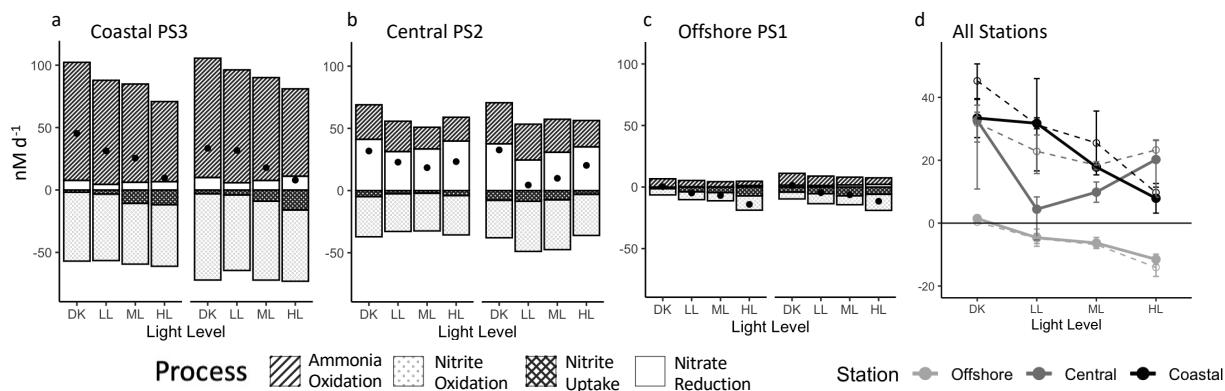 a
Coastal PS3
b
Central PS2
c
Offshore PS1
d
All Stations
nM d-1
100
50
0
-50
DK LL ML HL DK LL ML HL
Light Level
100
50
0
-50
DK LL ML HL DK LL ML HL
Light Level
100
50
0
-50
DK LL ML HL DK LL ML HL
Light Level
40
20
0
-20
DK LL ML HL
Light Level
Process
Ammonia
Oxidation
Nitrite
Oxidation
Nitrite
Uptake
Nitrate
Reduction
Station Offshore Central Coastal